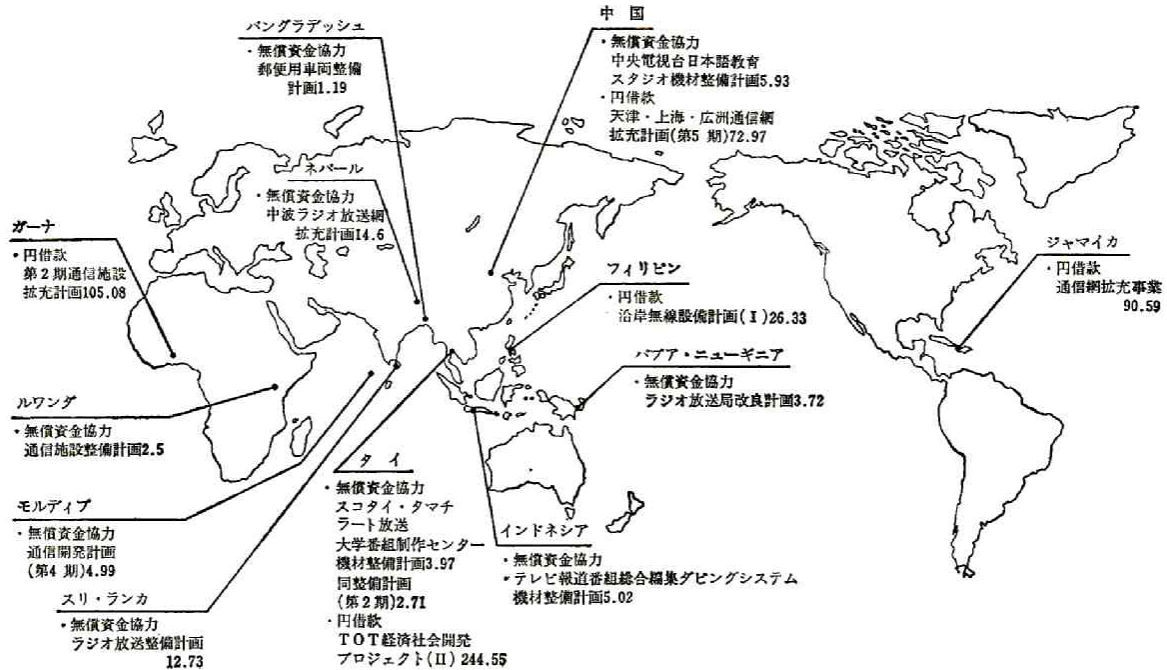 中国
・無償資金協力
中央電視台日本語教育
スタジオ機材整備計画5.93
・円借款
天津・上海・広洲通信網
拡充計画(第5期)72.97
バングラデッシュ
・無償資金協力
郵便用車両整備
計画1.19
ネパール
・無償資金協力
中波ラジオ放送網
拡充計画14.6
ガーナ
・円借款
第2期通信施設
拡充計画105.08
ジャマイカ
・円借款
通信網拡充事業
90.59
フィリピン
・円借款
沿岸無線設備計画(I)26.33
パプア・ニューギニア
・無償資金協力
ラジオ放送局改良計画3.72
ルワンダ
・無償資金協力
通信施設整備計画2.5
モルディブ
・無償資金協力
通信開発計画
(第4期)4.99
スリ・ランカ
・無償資金協力
ラジオ放送整備計画
12.73
タイ
・無償資金協力
スコタイ・タマチ
ラート放送
大学番組制作センター
機材整備計画3.97
同整備計画
(第2期)2.71
・円借款
TOT経済社会開発
プロジェクト(II)244.55
インドネシア
・無償資金協力
・テレビ報道番組総合編集ダビングシステム
機材整備計画5.02